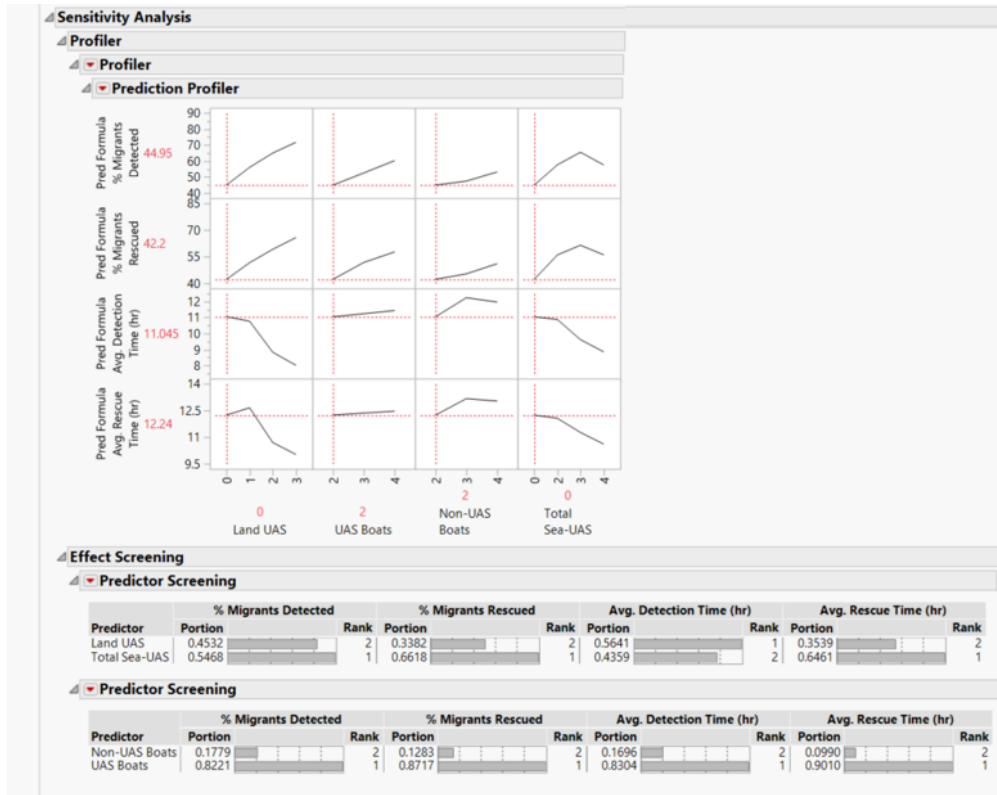 Sensitivity Analysis
Profiler
Profiler
Prediction Profiler
Pred Formula
% Migrants
Detected
44.95
90
80
70
60
50
40
Pred Formula
% Migrants
Rescued
42.2
85
70
55
40
Pred Formula
Avg. Detection
Time (hr)
11.045
12
11
10
9
8
Pred Formula
Avg. Rescue
Time (hr)
12.24
14
12.5
11
9.5
0 1 2 3 2 3 4 2 3 4 0 2 3 4
0
Land UAS
2
UAS Boats
2
Non-UAS
Boats
0
Total
Sea-UAS
Effect Screening
Predictor Screening
% Migrants Detected % Migrants Rescued Avg. Detection Time (hr) Avg. Rescue Time (hr)
Predictor Portion Rank Portion Rank Portion Rank Portion Rank
Land UAS 0.4532 2 0.3382 2 0.5641 1 0.3539 2
Total Sea-UAS 0.5468 1 0.6618 1 0.4359 2 0.6461 1
Predictor Screening
% Migrants Detected % Migrants Rescued Avg. Detection Time (hr) Avg. Rescue Time (hr)
Predictor Portion Rank Portion Rank Portion Rank Portion Rank
Non-UAS Boats 0.1779 2 0.1283 2 0.1696 2 0.0990 2
UAS Boats 0.8221 1 0.8717 1 0.8304 1 0.9010 1